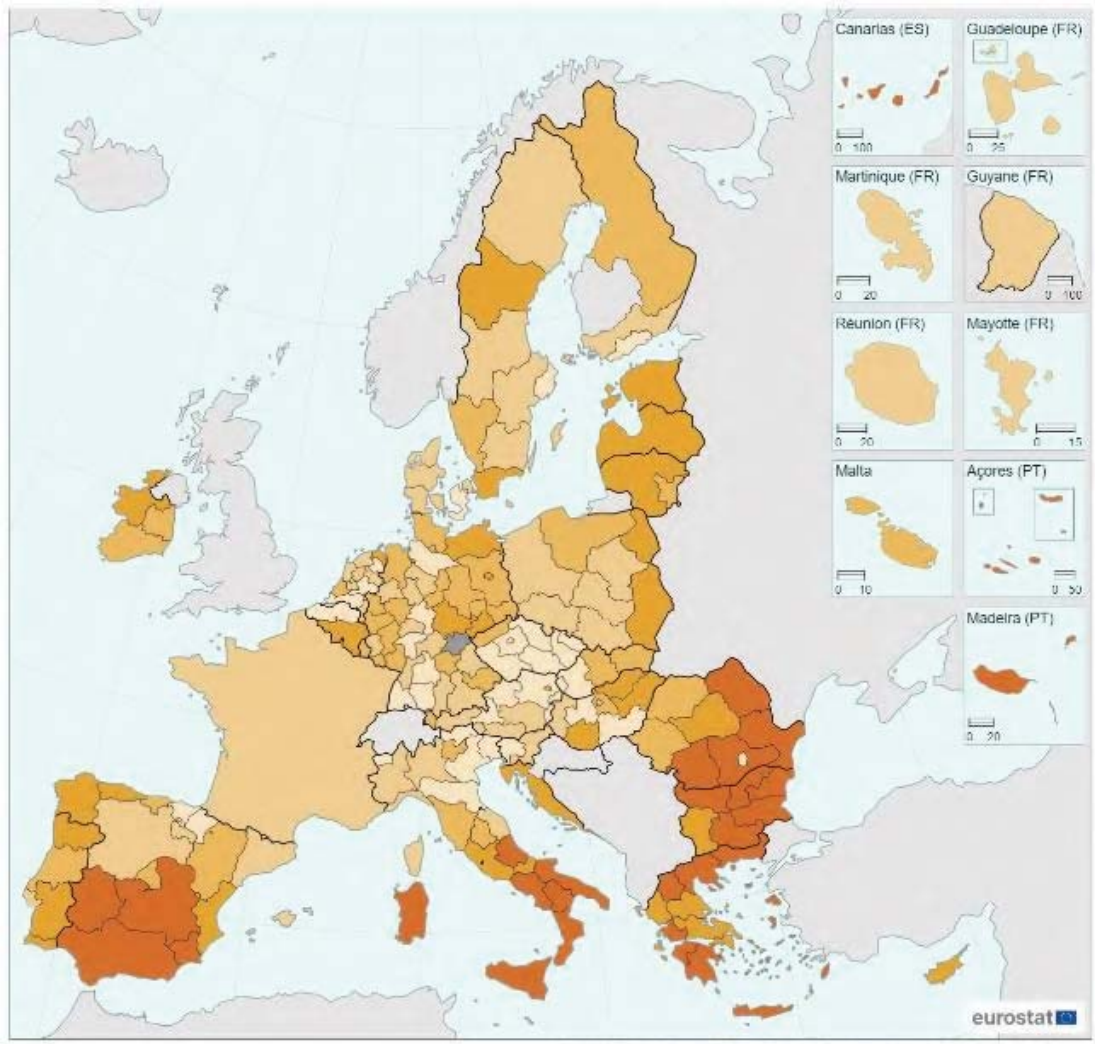 Canarias (ES)
0 100
Guadeloupe (FR)
0 25
Martinique (FR)
0 20
Guyane (FR)
0 100
Réunion (FR)
0 20
Mayotte (FR)
0 15
Malta
0 10
Açores (PT)
0 50
Madeira (PT)
0 20
eurostat